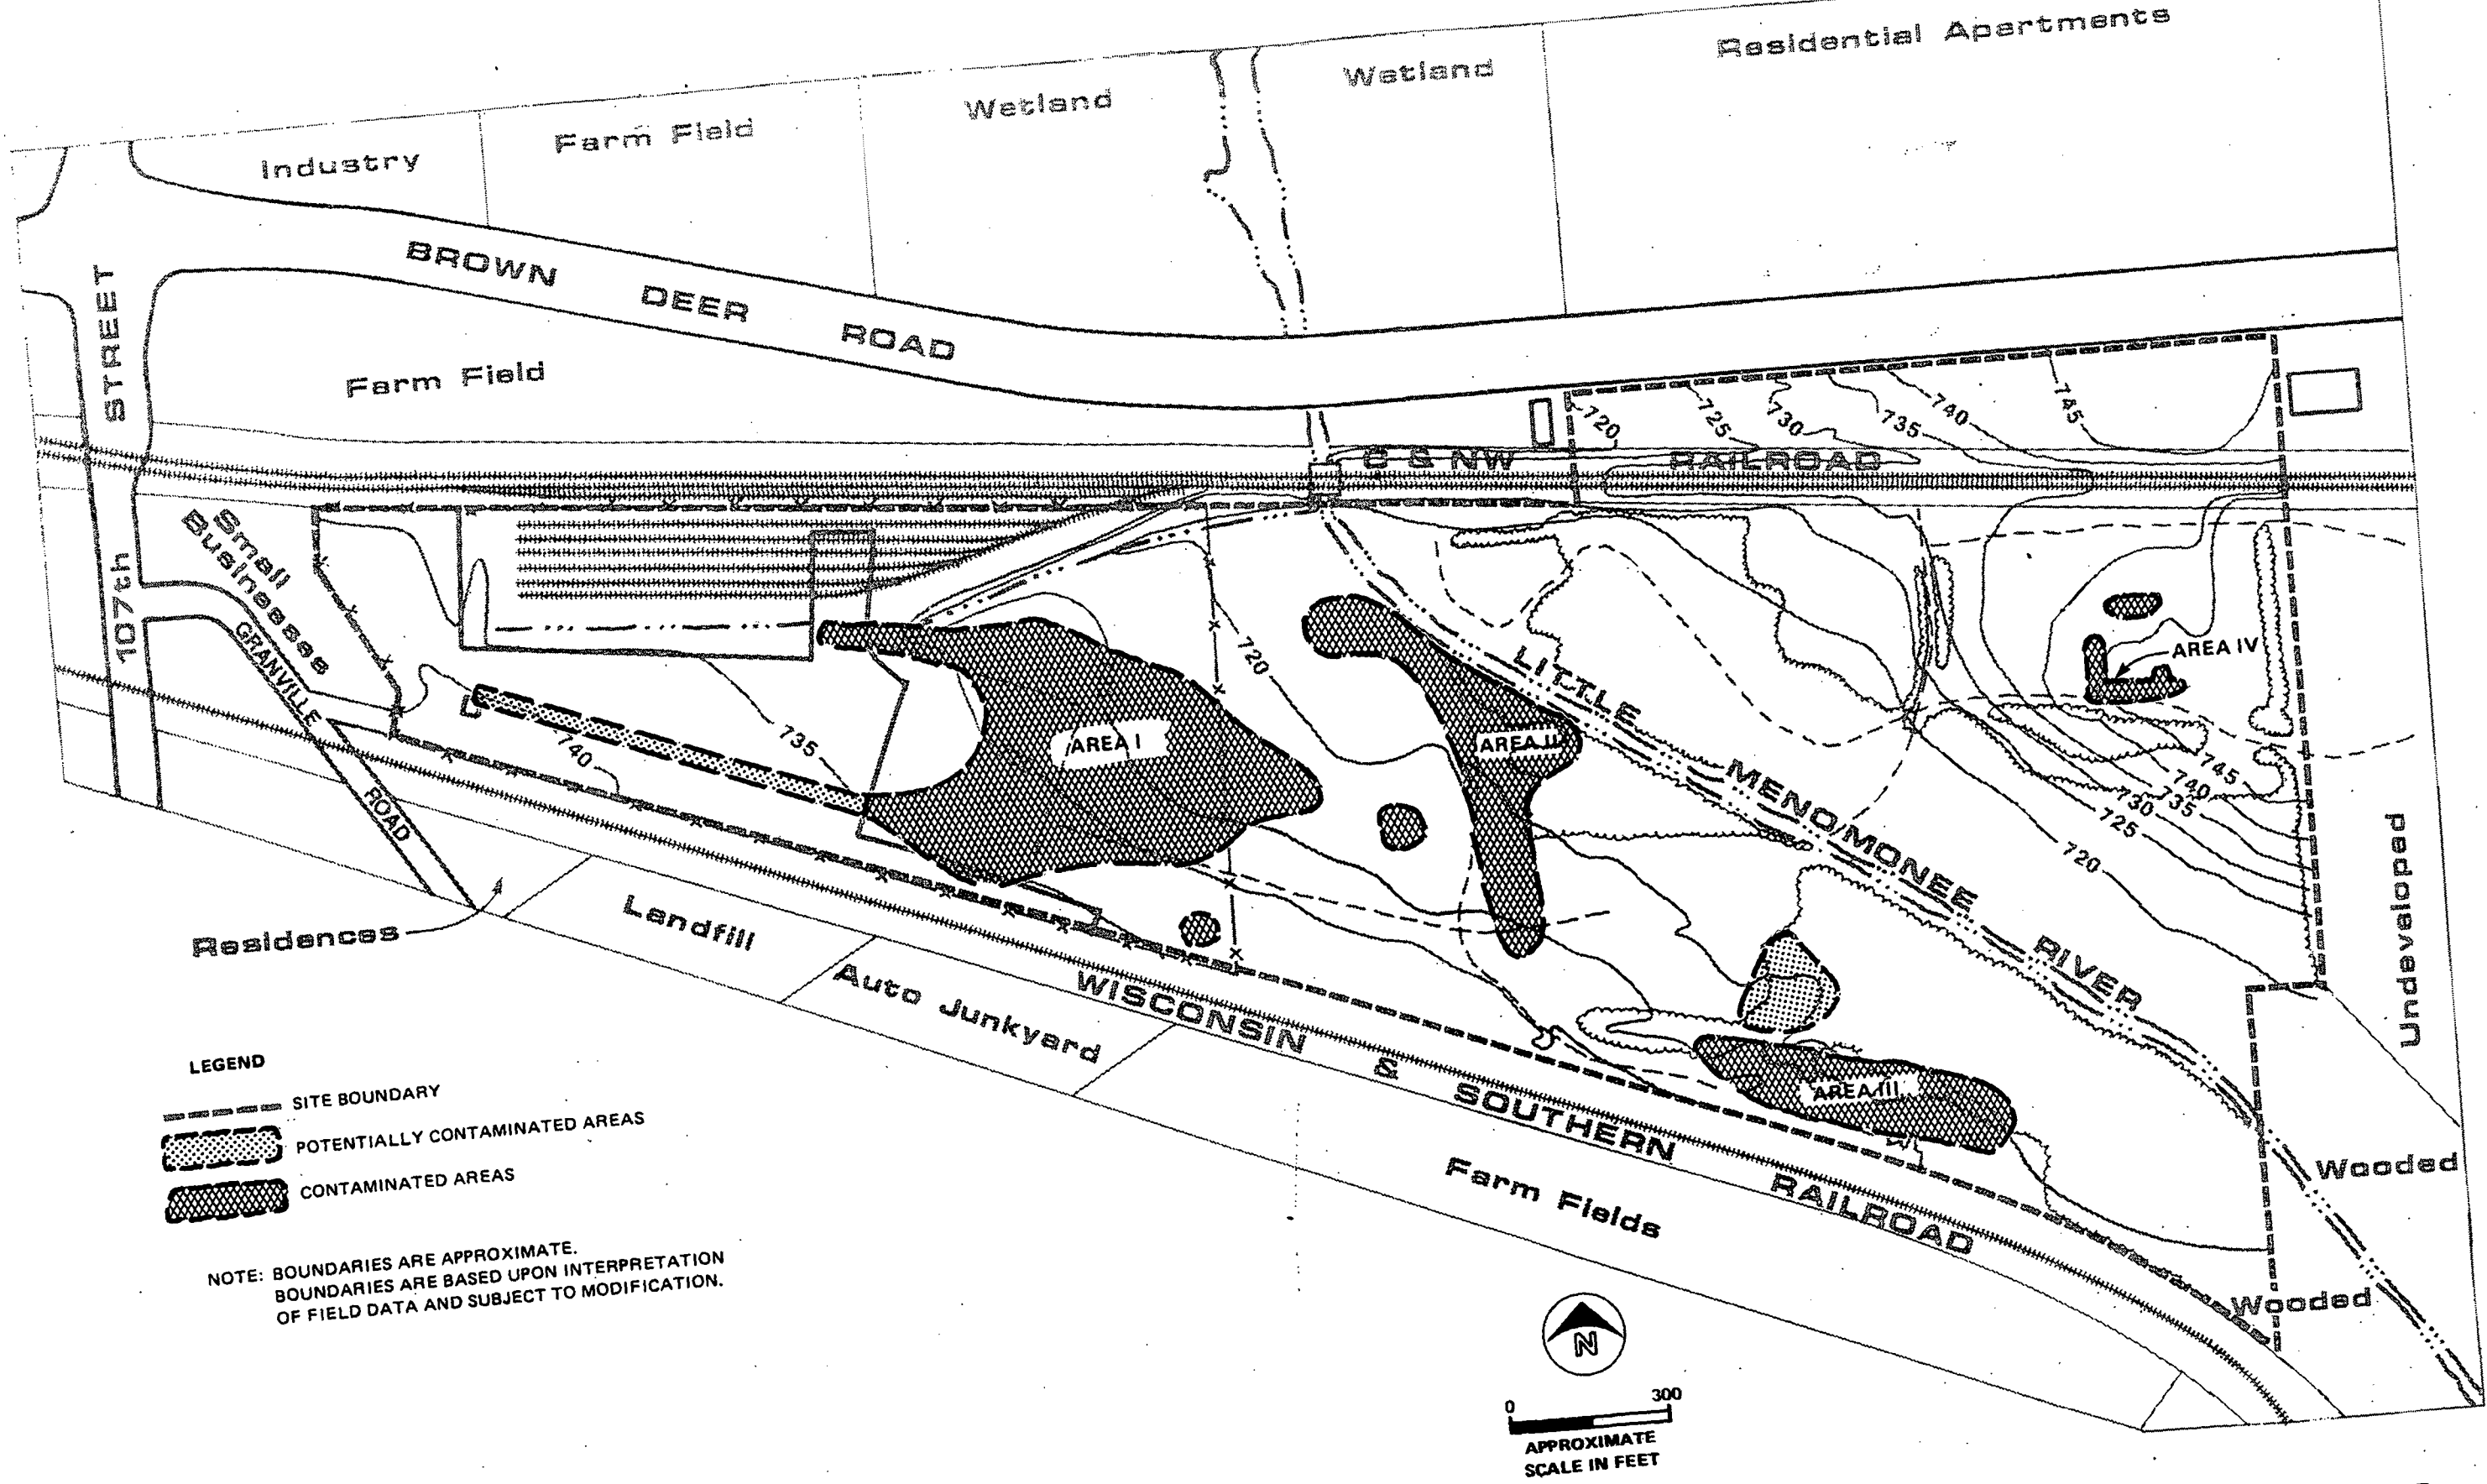 Residential Apartments
Wetland
Wetland
Farm Field
Industry
BROWN DEER ROAD
Farm Field
107th STREET
C & NW RAILROAD
720
725
730
735
740
745
Small
Businesses
GRANVILLE ROAD
AREA IV
720
LITTLE MENOMONEE RIVER
735
740
AREA I
AREA II
745
740
735
730
725
720
Undeveloped
Residences
Landfill
Auto Junkyard
WISCONSIN & SOUTHERN RAILROAD
AREA III
Farm Fields
Wooded
Wooded
LEGEND
SITE BOUNDARY
POTENTIALLY CONTAMINATED AREAS
CONTAMINATED AREAS
NOTE: BOUNDARIES ARE APPROXIMATE.
BOUNDARIES ARE BASED UPON INTERPRETATION
OF FIELD DATA AND SUBJECT TO MODIFICATION.
N
0 300
APPROXIMATE
SCALE IN FEET